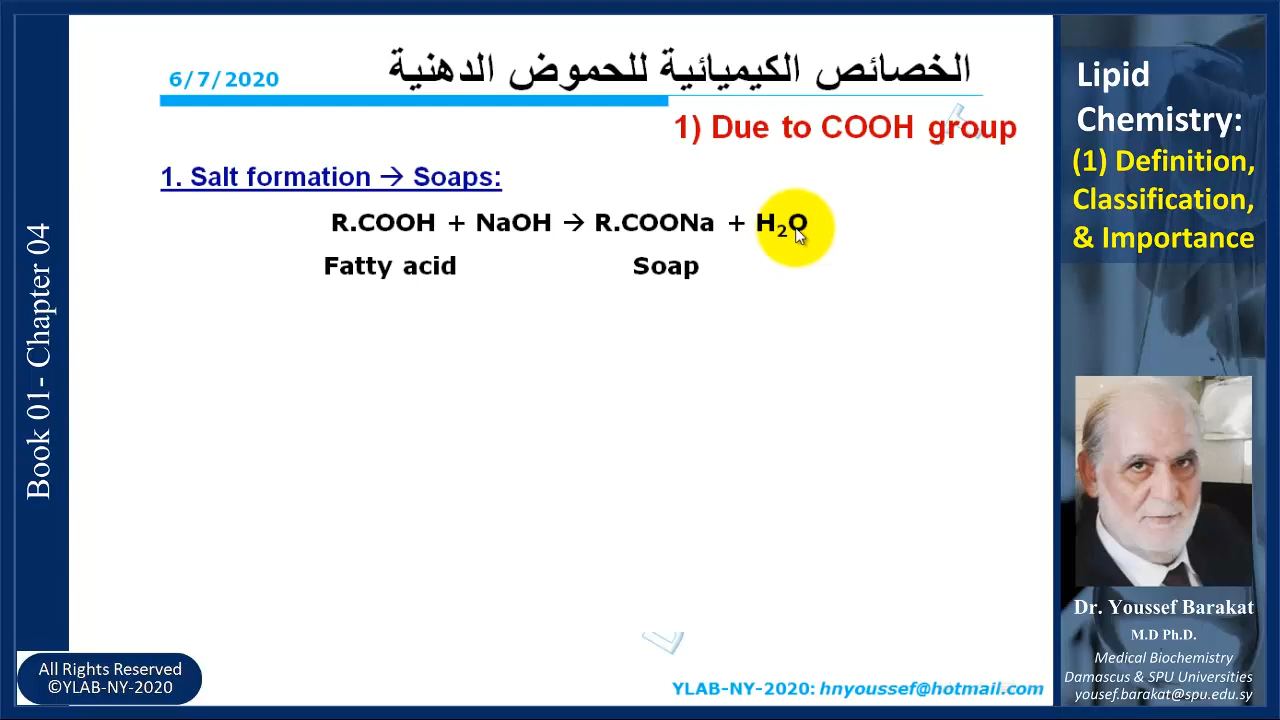 Book 01- Chapter 04
6/7/2020
الخصائص الكيميائية للحموض الدهنية
1) Due to COOH group
1. Salt formation → Soaps:
R.COOH + NaOH → R.COONa + H₂O
Fatty acid Soap
All Rights Reserved
©YLAB-NY-2020
YLAB-NY-2020: hnyoussef@hotmail.com
Lipid
Chemistry:
(1) Definition,
Classification,
& Importance
Dr. Youssef Barakat
M.D Ph.D.
Medical Biochemistry
Damascus & SPU Universities
yousef.barakat@spu.edu.sy